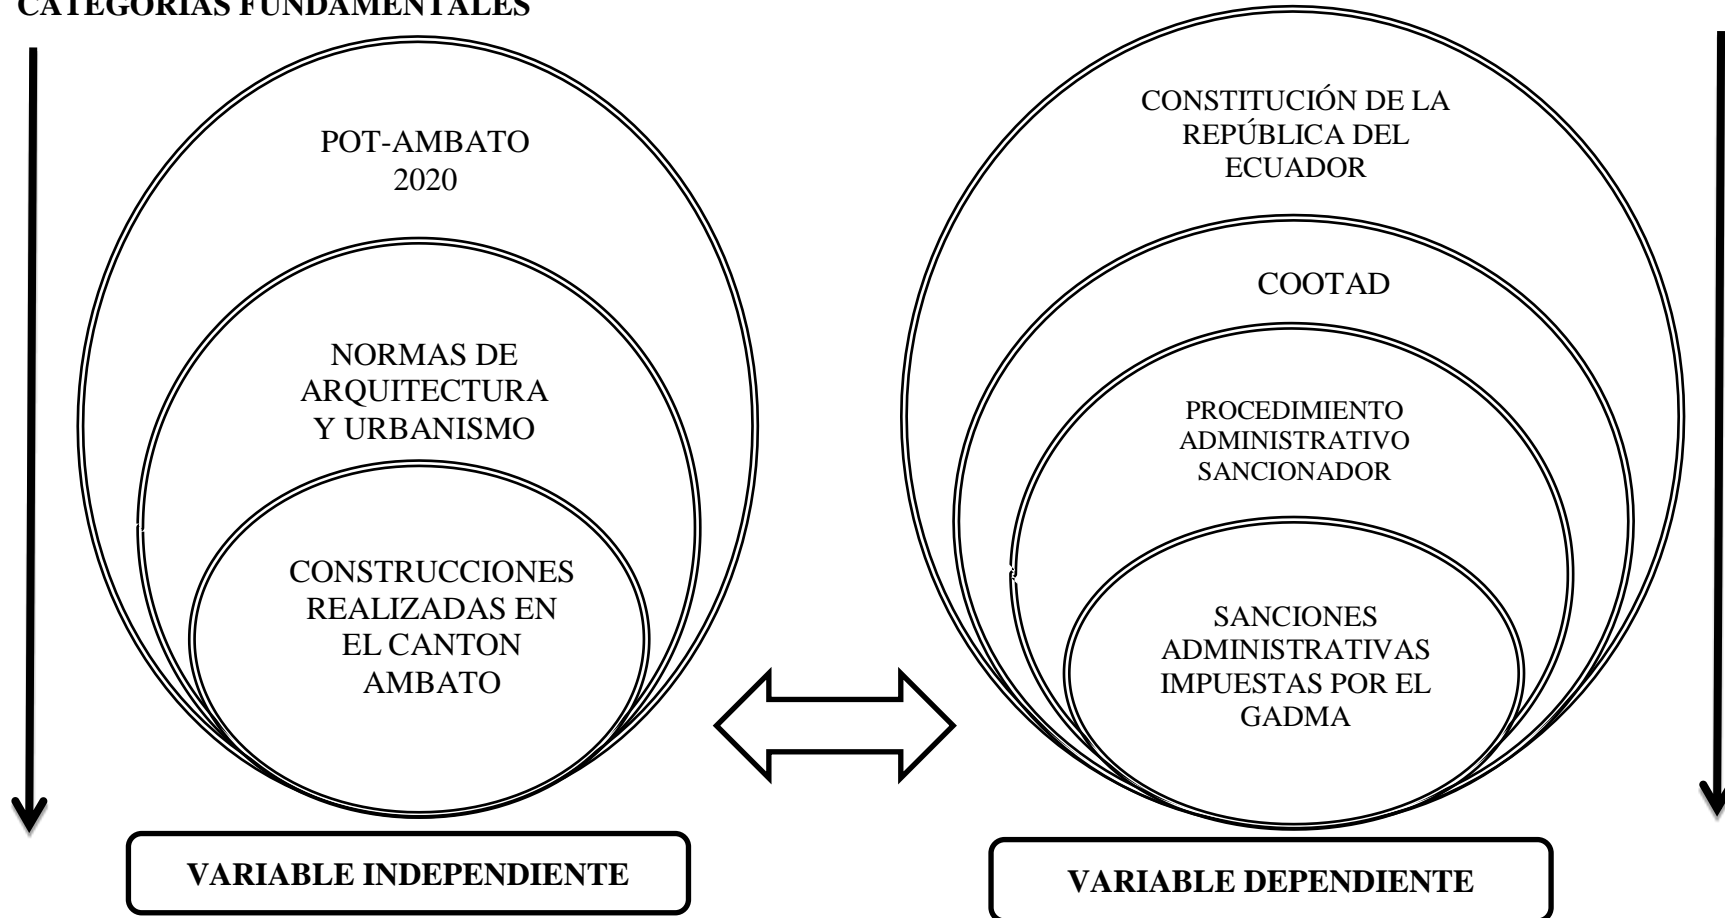 CATEGORÍAS FUNDAMENTALES
POT-AMBATO
2020
NORMAS DE
ARQUITECTURA
Y URBANISMO
CONSTRUCCIONES
REALIZADAS EN
EL CANTON
AMBATO
VARIABLE INDEPENDIENTE
CONSTITUCIÓN DE LA
REPÚBLICA DEL
ECUADOR
COOTAD
PROCEDIMIENTO
ADMINISTRATIVO
SANCIONADOR
SANCIONES
ADMINISTRATIVAS
IMPUESTAS POR EL
GADMA
VARIABLE DEPENDIENTE